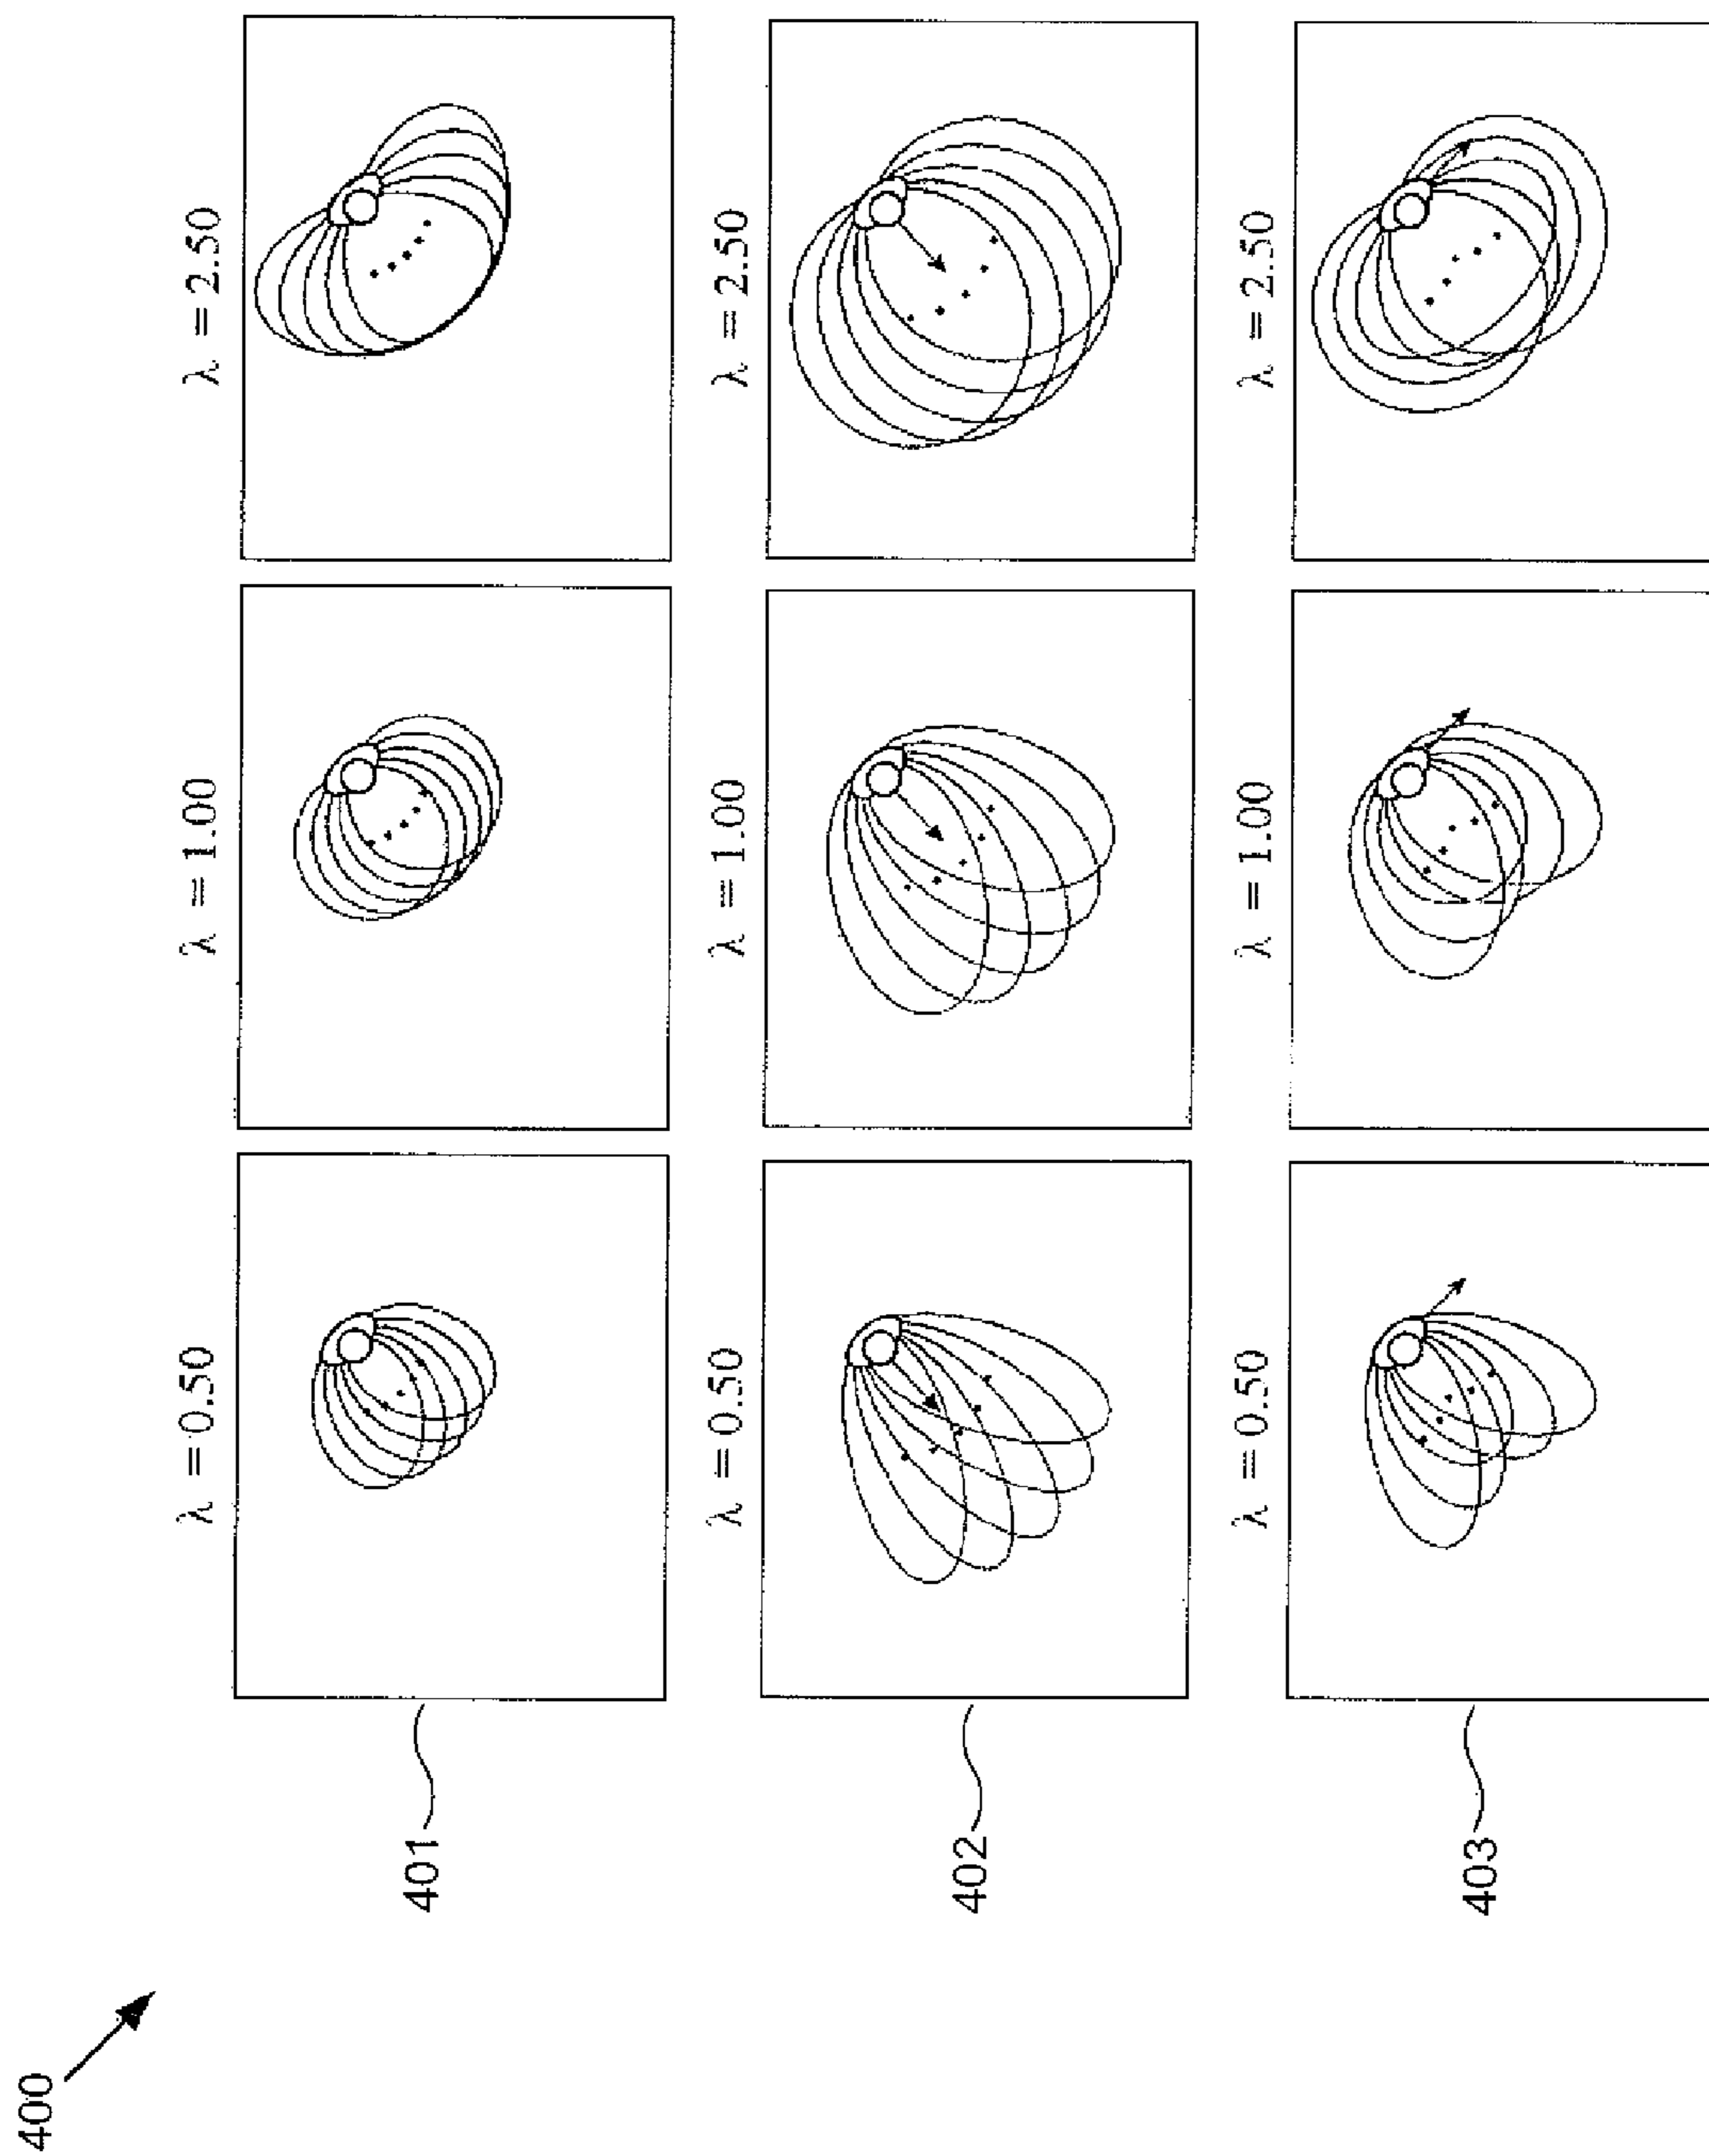 400
λ = 0.50
λ = 1.00
λ = 2.50
401
λ = 0.50
λ = 1.00
λ = 2.50
402
λ = 0.50
λ = 1.00
λ = 2.50
403